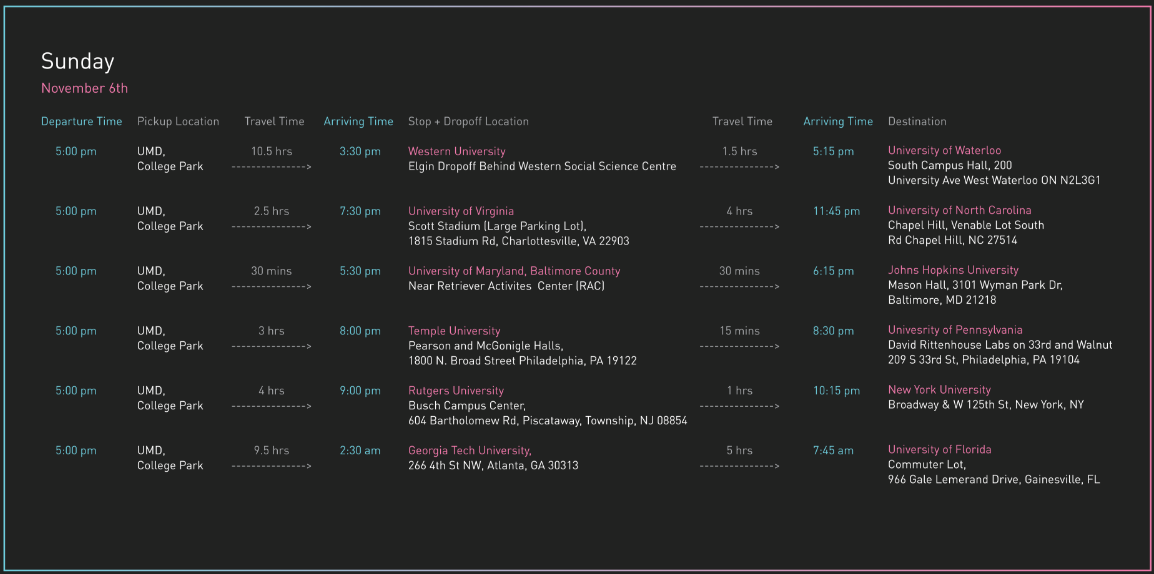 Sunday
November 6th
Departure Time Pickup Location Travel Time Arriving Time Stop + Dropoff Location Travel Time Arriving Time Destination
5:00 pm UMD, 10.5 hrs 3:30 pm Western University 1.5 hrs 5:15 pm University of Waterloo
College Park --------------> Elgin Dropoff Behind Western Social Science Centre --------------> South Campus Hall, 200
University Ave West Waterloo ON N2L3G1
5:00 pm UMD, 2.5 hrs 7:30 pm University of Virginia 4 hrs 11:45 pm University of North Carolina
College Park --------------> Scott Stadium (Large Parking Lot), --------------> Chapel Hill, Venable Lot South
1815 Stadium Rd, Charlottesville, VA 22903 Rd Chapel Hill, NC 27514
5:00 pm UMD, 30 mins 5:30 pm University of Maryland, Baltimore County 30 mins 6:15 pm Johns Hopkins University
College Park --------------> Near Retriever Activites Center (RAC) --------------> Mason Hall, 3101 Wyman Park Dr,
Baltimore, MD 21218
5:00 pm UMD, 3 hrs 8:00 pm Temple University 15 mins 8:30 pm Univesrity of Pennsylvania
College Park --------------> Pearson and McGonigle Halls, --------------> David Rittenhouse Labs on 33rd and Walnut
1800 N. Broad Street Philadelphia, PA 19122 209 S 33rd St, Philadelphia, PA 19104
5:00 pm UMD, 4 hrs 9:00 pm Rutgers University 1 hrs 10:15 pm New York University
College Park --------------> Busch Campus Center, --------------> Broadway & W 125th St, New York, NY
604 Bartholomew Rd, Piscataway, Township, NJ 08854
5:00 pm UMD, 9.5 hrs 2:30 am Georgia Tech University, 5 hrs 7:45 am University of Florida
College Park --------------> 266 4th St NW, Atlanta, GA 30313 --------------> Commuter Lot,
966 Gale Lemerand Drive, Gainesville, FL